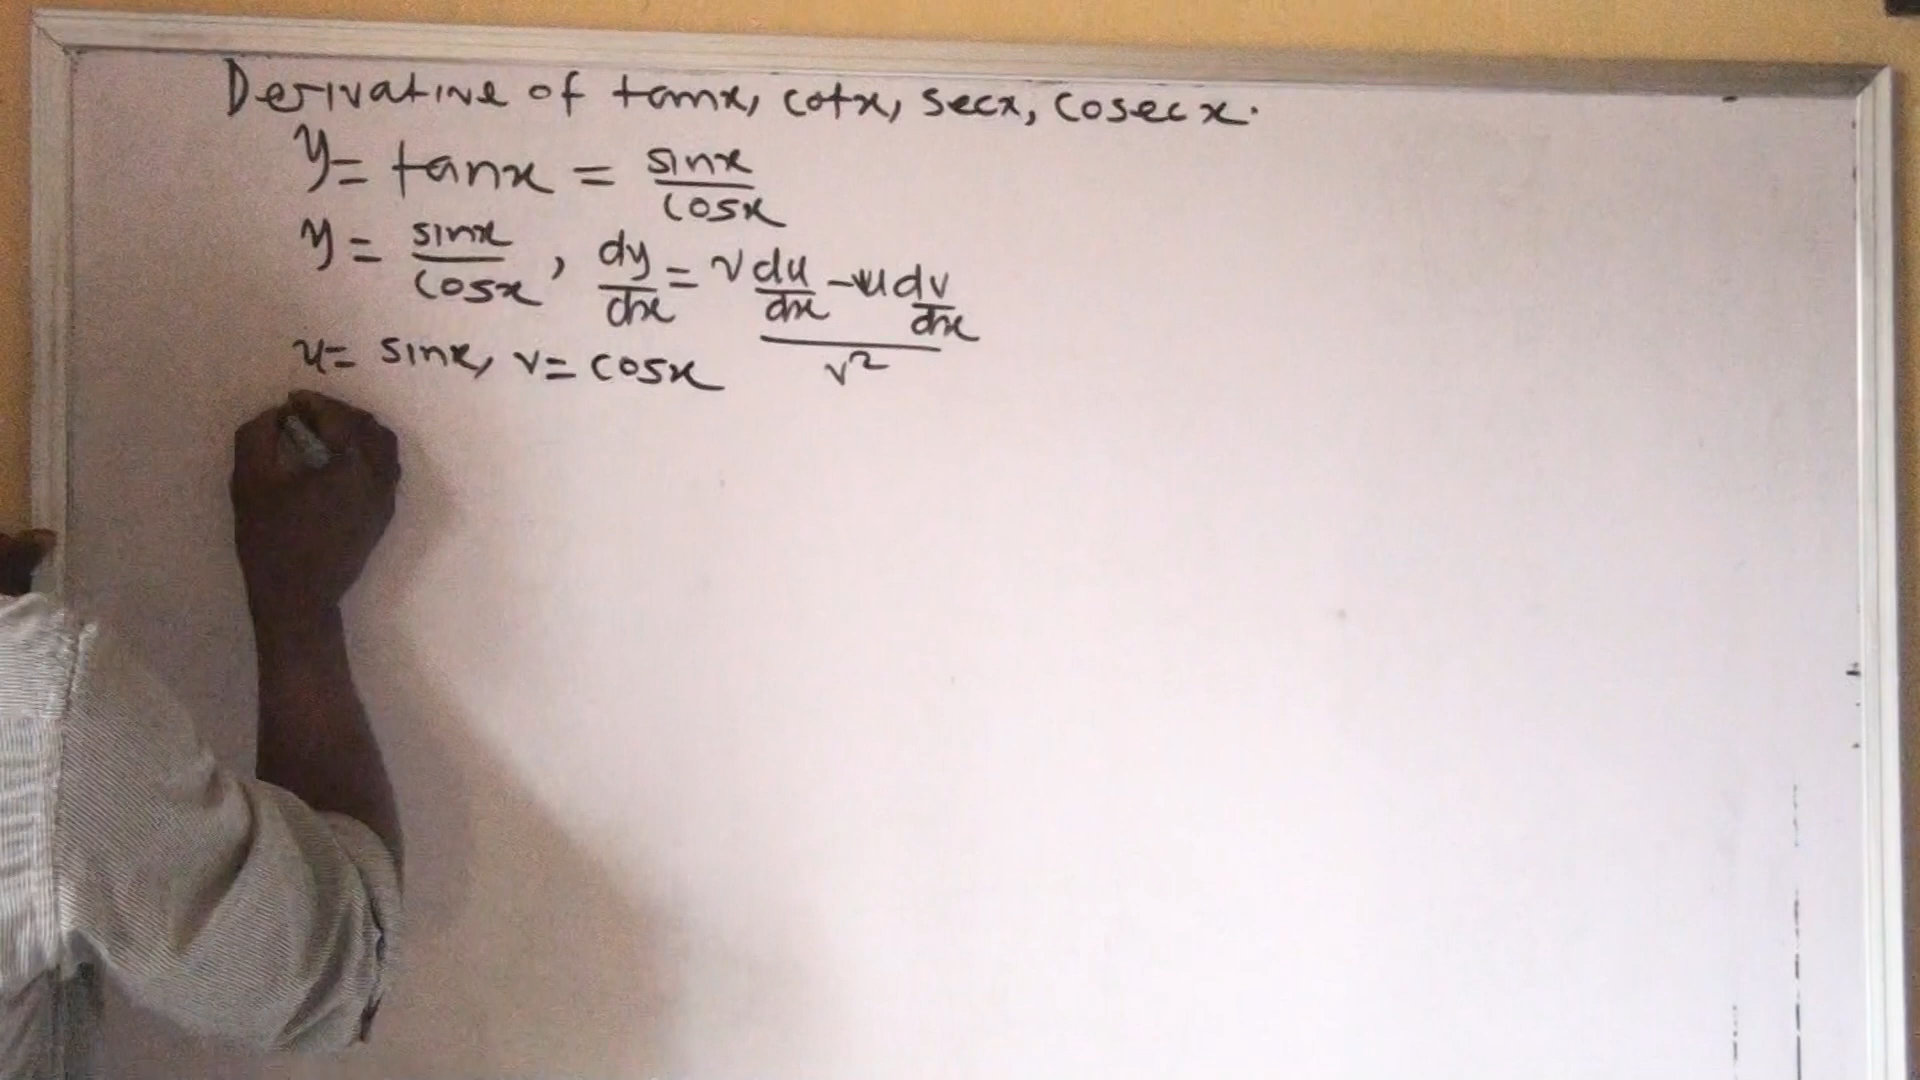 Derivative of tanx, cotx, secx, cosec x.
y = tanx = sinx/cosx
y = sinx/cosx, dy/dx = v du/dx - u dv/dx / v²
u = sinx, v = cosx